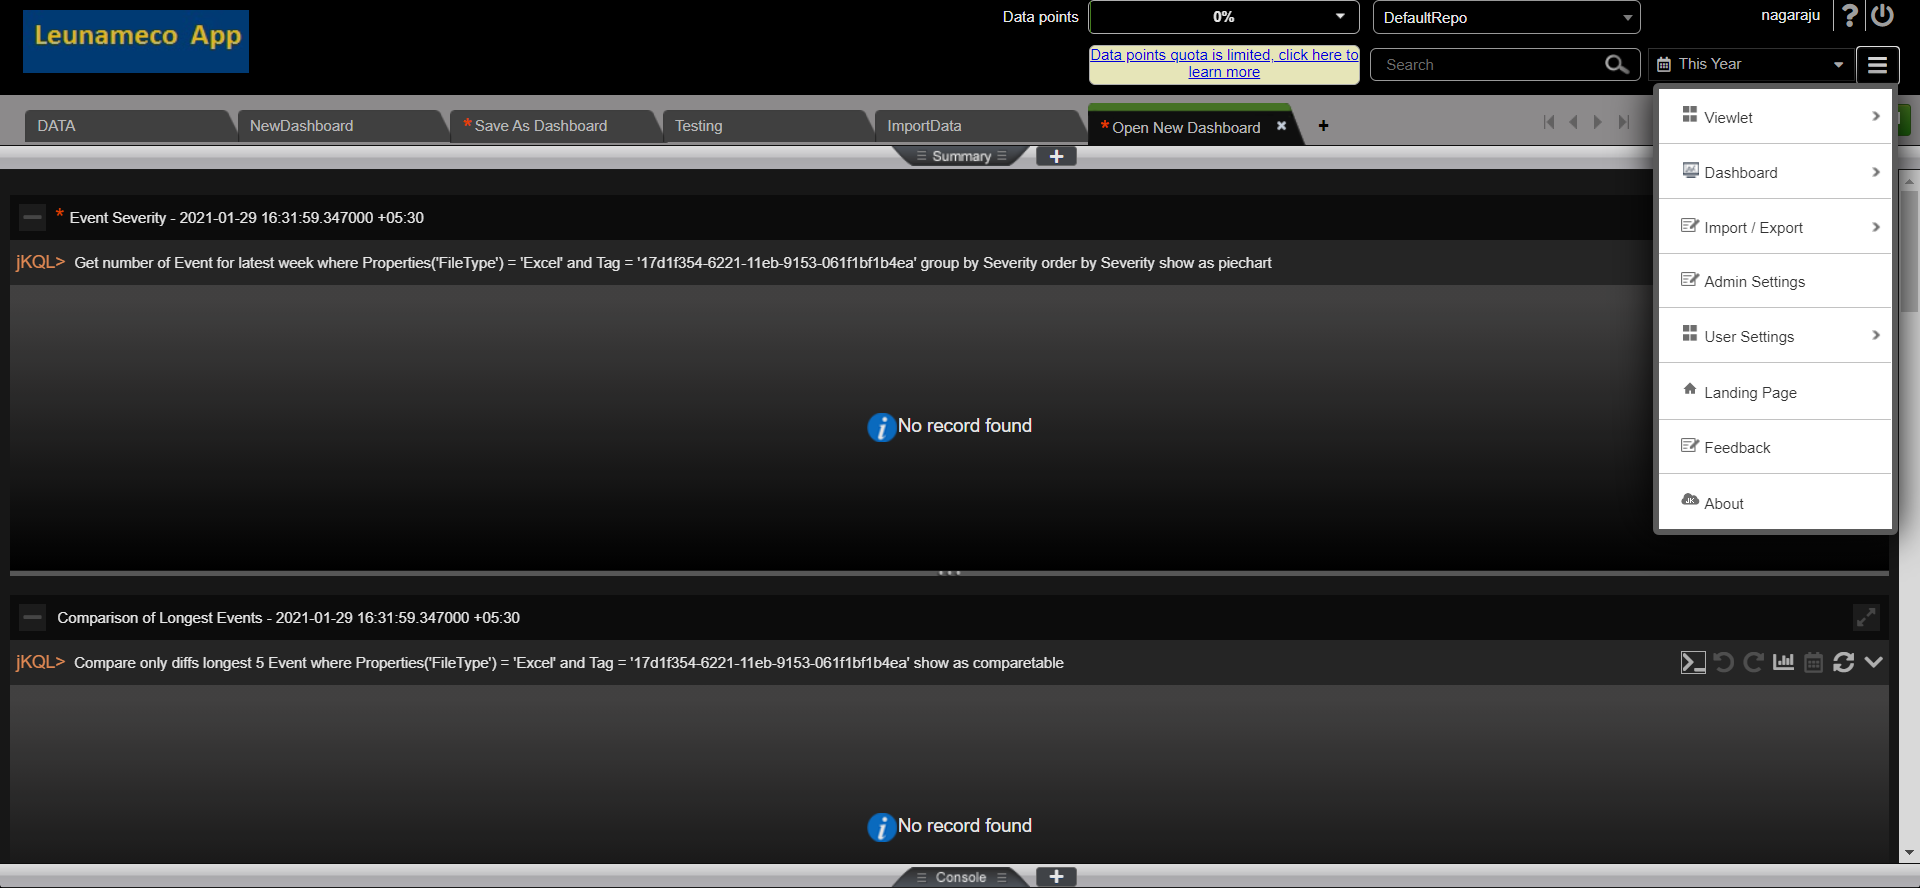 Leunameco App
Data points
0%
DefaultRepo
nagaraju
Data points quota is limited, click here to
learn more
Search
This Year
DATA
NewDashboard
* Save As Dashboard
Testing
ImportData
* Open New Dashboard
Summary
* Event Severity - 2021-01-29 16:31:59.347000 +05:30
jKQL> Get number of Event for latest week where Properties('FileType') = 'Excel' and Tag = '17d1f354-6221-11eb-9153-061f1bf1b4ea' group by Severity order by Severity show as piechart
No record found
Viewlet
Dashboard
Import / Export
Admin Settings
User Settings
Landing Page
Feedback
About
Comparison of Longest Events - 2021-01-29 16:31:59.347000 +05:30
jKQL> Compare only diffs longest 5 Event where Properties('FileType') = 'Excel' and Tag = '17d1f354-6221-11eb-9153-061f1bf1b4ea' show as comparetable
No record found
Console